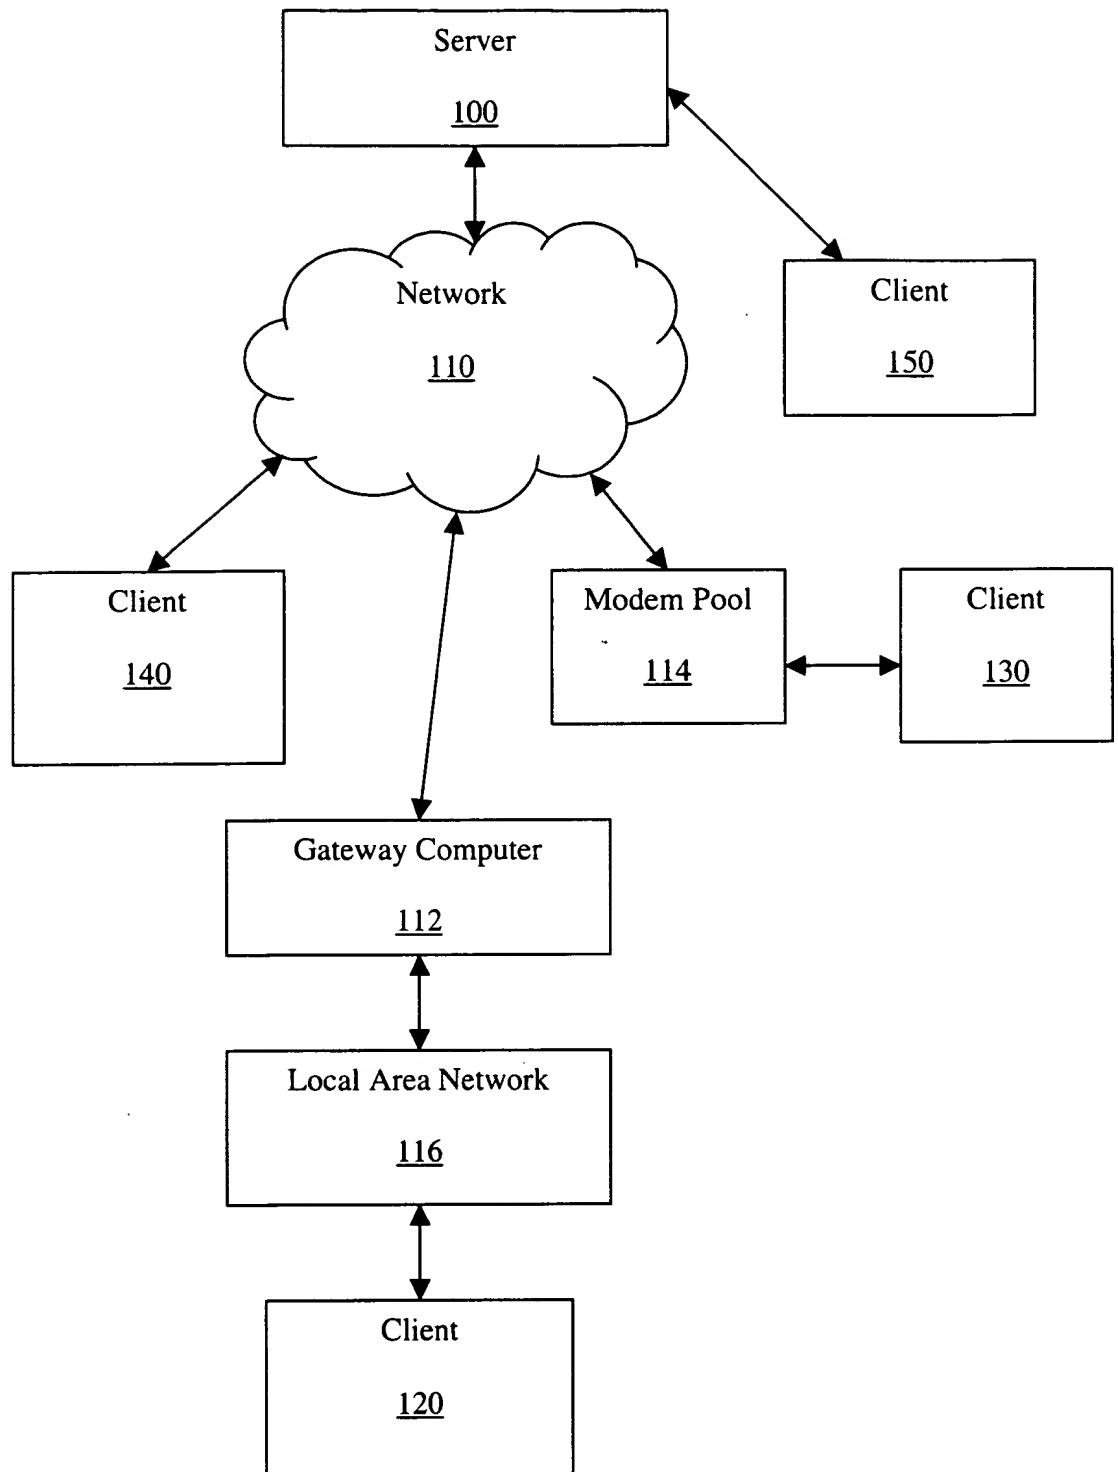 Server
100
Network
110
Client
150
Client
140
Modem Pool
114
Client
130
Gateway Computer
112
Local Area Network
116
Client
120